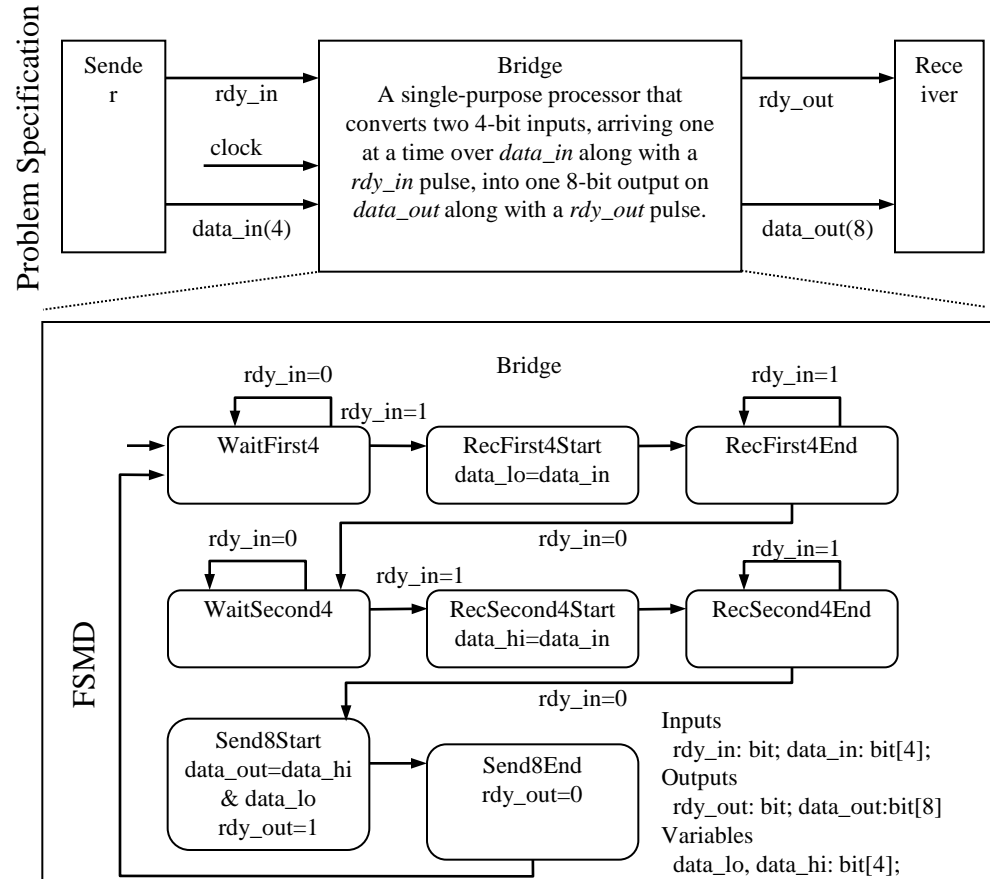 Problem Specification
Sende
r
rdy_in
clock
data_in(4)
Bridge
A single-purpose processor that
converts two 4-bit inputs, arriving one
at a time over data_in along with a
rdy_in pulse, into one 8-bit output on
data_out along with a rdy_out pulse.
rdy_out
data_out(8)
Rece
iver
FSMD
Bridge
rdy_in=0
rdy_in=1
rdy_in=1
WaitFirst4
RecFirst4Start
data_lo=data_in
RecFirst4End
rdy_in=0
rdy_in=0
rdy_in=1
rdy_in=1
WaitSecond4
RecSecond4Start
data_hi=data_in
RecSecond4End
rdy_in=0
Send8Start
data_out=data_hi
& data_lo
rdy_out=1
Send8End
rdy_out=0
Inputs
rdy_in: bit; data_in: bit[4];
Outputs
rdy_out: bit; data_out:bit[8]
Variables
data_lo, data_hi: bit[4];